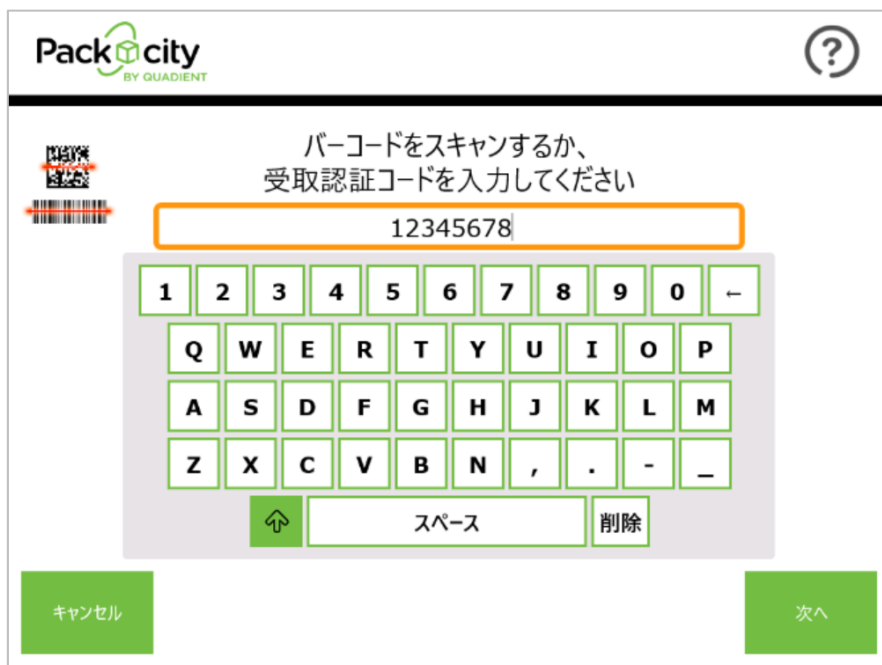 Packcity
BY QUADIENT
?
バーコードをスキャンするか、
受取認証コードを入力してください
12345678
1 2 3 4 5 6 7 8 9 0 ←
Q W E R T Y U I O P
A S D F G H J K L M
Z X C V B N , . - _
スペース 削除
キャンセル 次へ